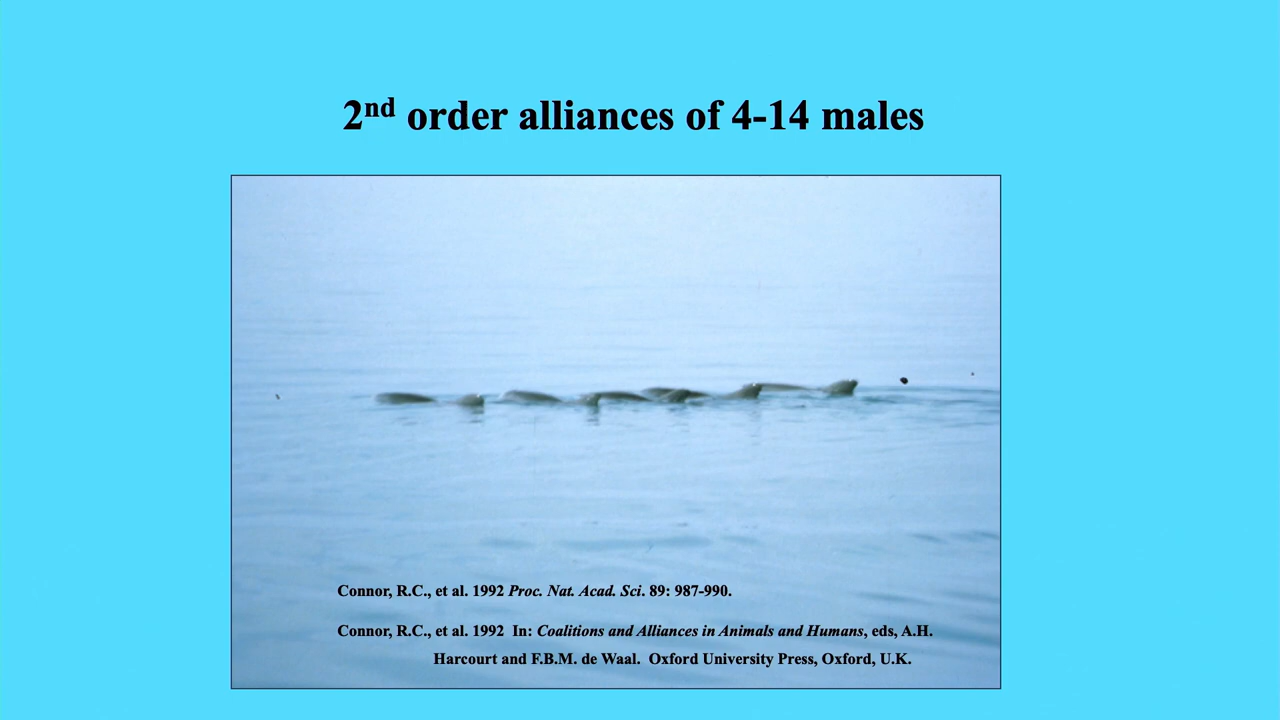 2nd order alliances of 4-14 males
Connor, R.C., et al. 1992 Proc. Nat. Acad. Sci. 89: 987-990.
Connor, R.C., et al. 1992 In: Coalitions and Alliances in Animals and Humans, eds, A.H.
Harcourt and F.B.M. de Waal. Oxford University Press, Oxford, U.K.